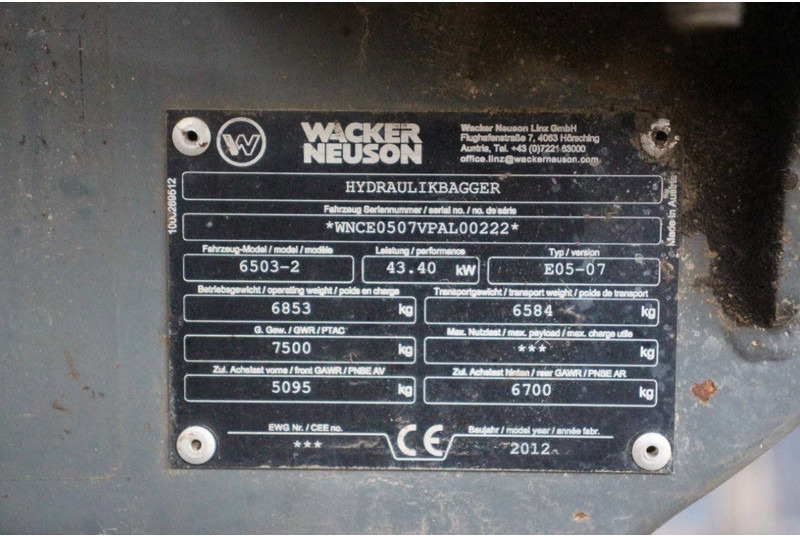 W
WACKER
NEUSON
Wacker Neuson Linz GmbH
Flughafenstraße 7, 4063 Hörsching
Austria, Tel. +43 (0)7221 63000
office.linz@wackerneuson.com
HYDRAULIKBAGGER
Fahrzeug Seriennummer / serial no. / no. de série
*WNCE0507VPAL00222*
Fahrzeug-Model / model / modèle Leistung / performance Typ / version
6503-2 43.40 kW E05-07
Betriebsgewicht / operating weight / poids en charge Transportgewicht / transport weight / poids de transport
6853 kg 6584 kg
G. Gew. / GWR / PTAC Max. Nutzlast / max. payload / max. charge utile
7500 kg *** kg
Zul. Achslast vorne / front GAWR / PNBE AV Zul. Achslast hinten / rear GAWR / PNBE AR
5095 kg 6700 kg
EWG Nr. / CEE no. CE Baujahr / model year / année fabr.
*** 2012
Made in Austria